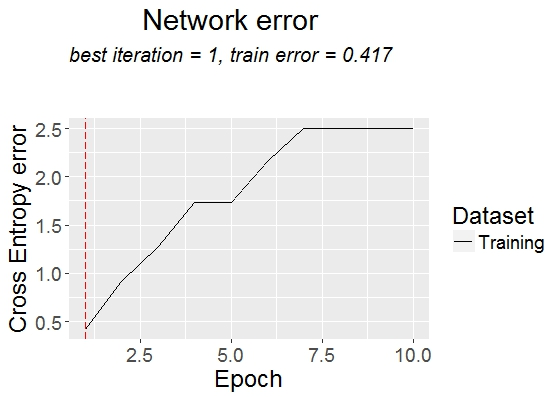 Network error
best iteration = 1, train error = 0.417
Cross Entropy error
2.5
2.0
1.5
1.0
0.5
2.5
5.0
7.5
10.0
Epoch
Dataset
Training